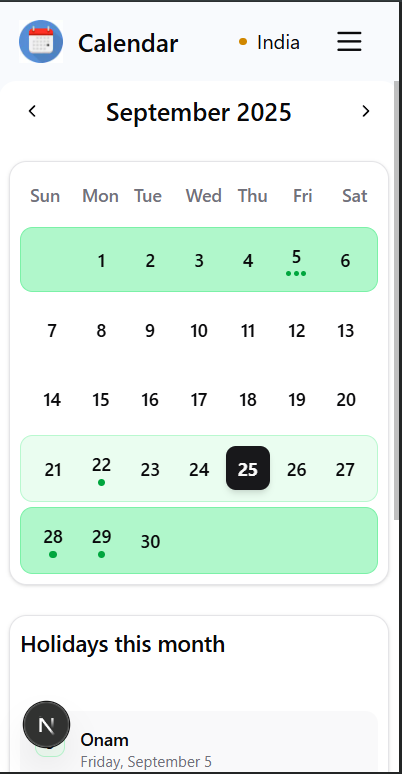 Calendar
India
September 2025
Sun Mon Tue Wed Thu Fri Sat
1 2 3 4 5 6
7 8 9 10 11 12 13
14 15 16 17 18 19 20
21 22 23 24 25 26 27
28 29 30
Holidays this month
N
Onam
Friday, September 5